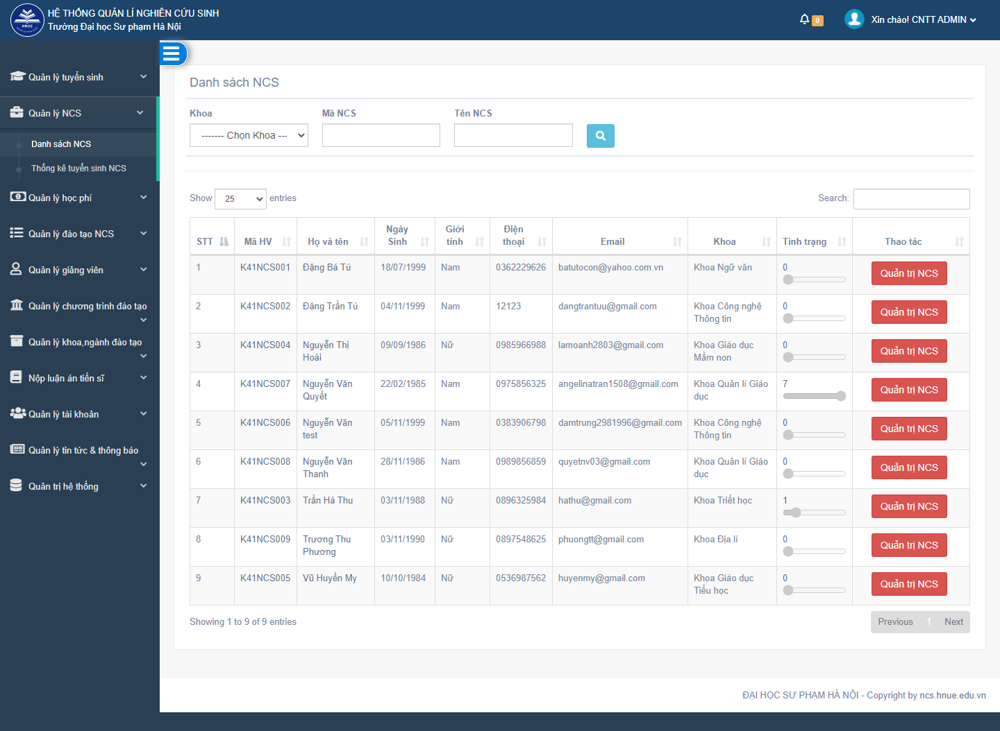 HỆ THỐNG QUẢN LÍ NGHIÊN CỨU SINH
Trường Đại học Sư phạm Hà Nội
HNUE
0
Xin chào! CNTT ADMIN
Quản lý tuyển sinh
Quản lý NCS
Danh sách NCS
Thống kê tuyển sinh NCS
Quản lý học phí
Quản lý đào tạo NCS
Quản lý giảng viên
Quản lý chương trình đào tạo
Quản lý khoa,ngành đào tạo
Nộp luận án tiến sĩ
Quản lý tài khoản
Quản lý tin tức & thông báo
Quản trị hệ thống
Danh sách NCS
Khoa Mã NCS Tên NCS
------- Chọn Khoa ---
Show 25 entries Search:
STT Mã HV Họ và tên Ngày Sinh Giới tính Điện thoại Email Khoa Tình trạng Thao tác
1 K41NCS001 Đặng Bá Tú 18/07/1999 Nam 0362229626 batutocon@yahoo.com.vn Khoa Ngữ văn 0 Quản trị NCS
2 K41NCS002 Đặng Trần Tú 04/11/1999 Nam 12123 dangtrantuu@gmail.com Khoa Công nghệ Thông tin 0 Quản trị NCS
3 K41NCS004 Nguyễn Thị Hoài 09/09/1986 Nữ 0985966988 lamoanh2803@gmail.com Khoa Giáo dục Mầm non 0 Quản trị NCS
4 K41NCS007 Nguyễn Văn Quyết 22/02/1985 Nam 0975856325 angelinatran1508@gmail.com Khoa Quản lí Giáo dục 7 Quản trị NCS
5 K41NCS006 Nguyễn Văn test 05/11/1999 Nam 0383906798 damtrung2981996@gmail.com Khoa Công nghệ Thông tin 0 Quản trị NCS
6 K41NCS008 Nguyễn Văn Thanh 28/11/1986 Nam 0989856859 quyetnv03@gmail.com Khoa Quản lí Giáo dục 0 Quản trị NCS
7 K41NCS003 Trần Hà Thu 03/11/1988 Nữ 0896325984 hathu@gmail.com Khoa Triết học 1 Quản trị NCS
8 K41NCS009 Trương Thu Phương 03/11/1990 Nữ 0897548625 phuongtt@gmail.com Khoa Địa lí 0 Quản trị NCS
9 K41NCS005 Vũ Huyền My 10/10/1984 Nữ 0536987562 huyenmy@gmail.com Khoa Giáo dục Tiểu học 0 Quản trị NCS
Showing 1 to 9 of 9 entries Previous 1 Next
ĐẠI HỌC SƯ PHẠM HÀ NỘI - Copyright by ncs.hnue.edu.vn